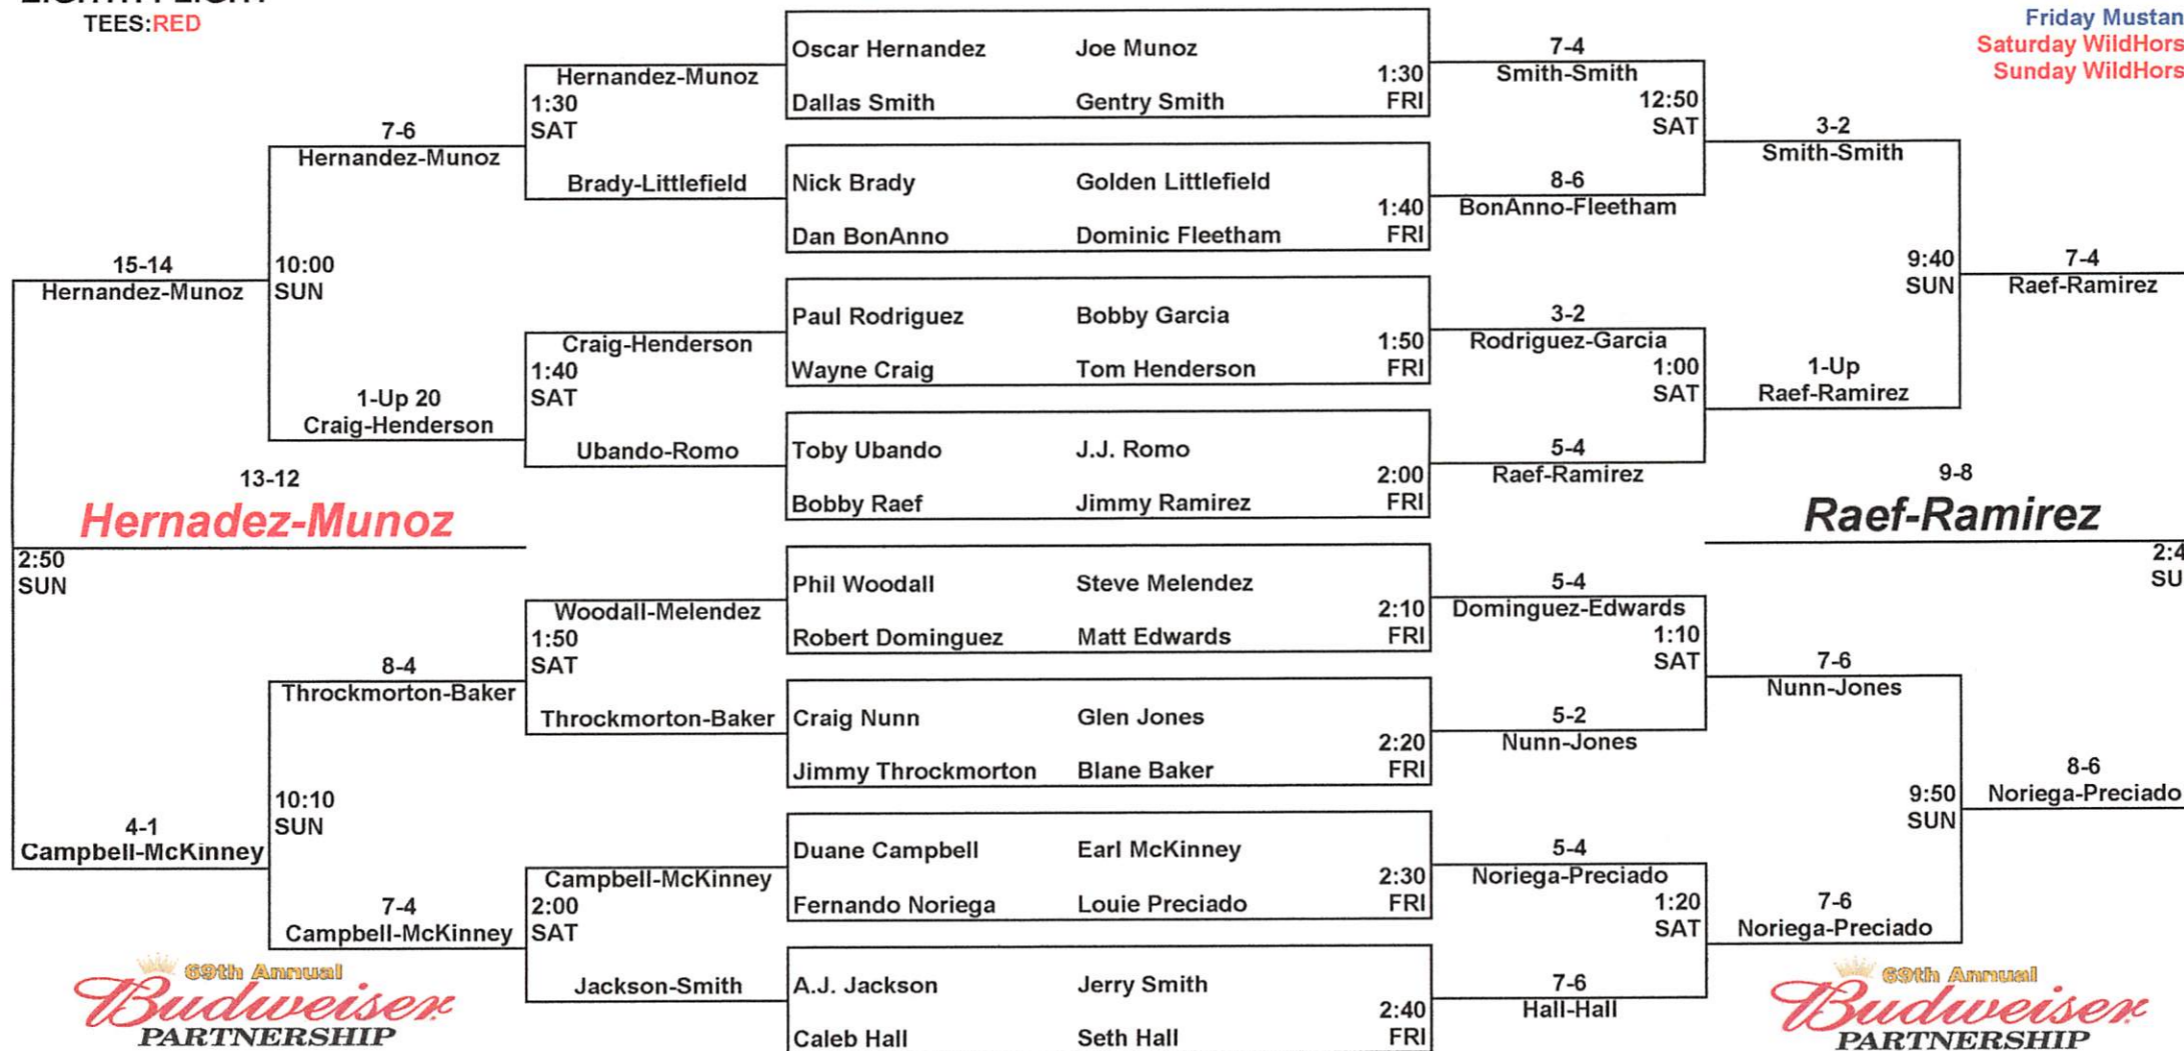 TEES:RED
Friday Mustan
Saturday WildHors
Sunday WildHors
Oscar Hernandez Joe Munoz
Dallas Smith Gentry Smith
1:30
FRI
Nick Brady Golden Littlefield
Dan BonAnno Dominic Fleetham
1:40
FRI
Paul Rodriguez Bobby Garcia
Wayne Craig Tom Henderson
1:50
FRI
Toby Ubando J.J. Romo
Bobby Raef Jimmy Ramirez
2:00
FRI
Phil Woodall Steve Melendez
Robert Dominguez Matt Edwards
2:10
FRI
Craig Nunn Glen Jones
Jimmy Throckmorton Blane Baker
2:20
FRI
Duane Campbell Earl McKinney
Fernando Noriega Louie Preciado
2:30
FRI
A.J. Jackson Jerry Smith
Caleb Hall Seth Hall
2:40
FRI
Hernandez-Munoz
1:30
SAT
Brady-Littlefield
Craig-Henderson
1:40
SAT
Ubando-Romo
Woodall-Melendez
1:50
SAT
Throckmorton-Baker
Campbell-McKinney
2:00
SAT
Jackson-Smith
7-6
Hernandez-Munoz
10:00
SUN
1-Up 20
Craig-Henderson
8-4
Throckmorton-Baker
10:10
SUN
7-4
Campbell-McKinney
15-14
Hernandez-Munoz
13-12
Hernadez-Munoz
2:50
SUN
4-1
Campbell-McKinney
7-4
Smith-Smith
12:50
SAT
8-6
BonAnno-Fleetham
3-2
Rodriguez-Garcia
1:00
SAT
5-4
Raef-Ramirez
5-4
Dominguez-Edwards
1:10
SAT
5-2
Nunn-Jones
5-4
Noriega-Preciado
1:20
SAT
7-6
Hall-Hall
3-2
Smith-Smith
9:40
SUN
1-Up
Raef-Ramirez
7-6
Nunn-Jones
9:50
SUN
7-6
Noriega-Preciado
7-4
Raef-Ramirez
9-8
Raef-Ramirez
2:4
SU
8-6
Noriega-Preciado
69th Annual
Budweiser
PARTNERSHIP
69th Annual
Budweiser
PARTNERSHIP